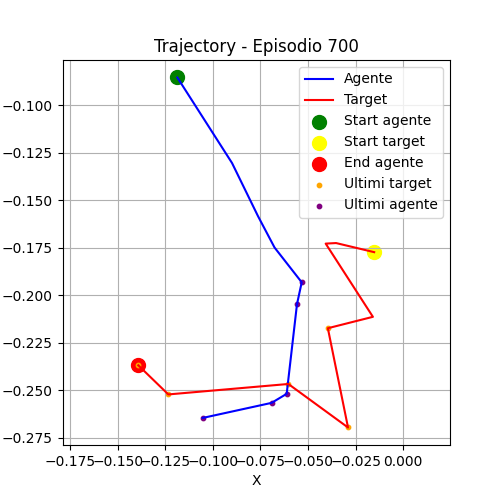 Trajectory - Episodio 700
Agente
Target
Start agente
Start target
End agente
Ultimi target
Ultimi agente
−0.100
−0.125
−0.150
−0.175
−0.200
−0.225
−0.250
−0.275
−0.175 −0.150 −0.125 −0.100 −0.075 −0.050 −0.025 0.000
X